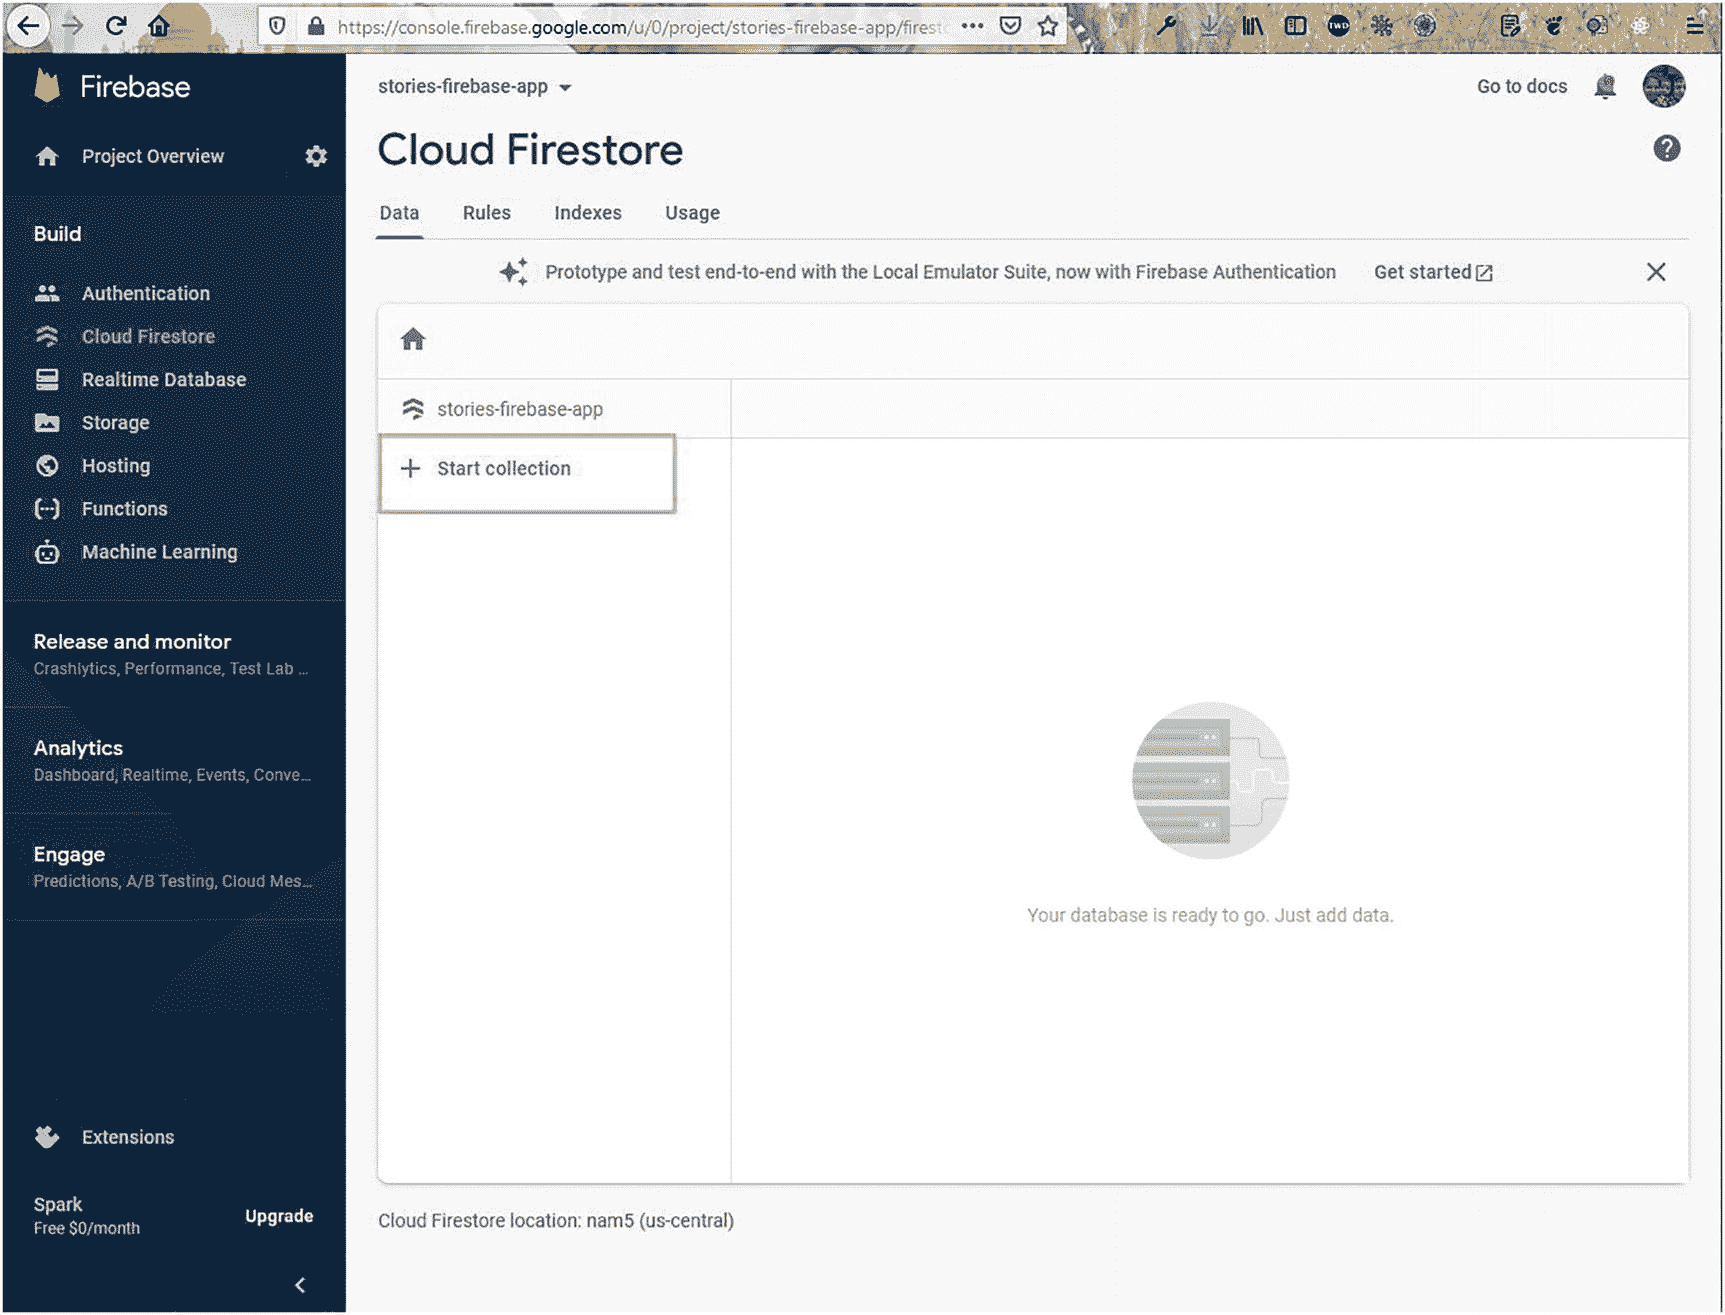 https://console.firebase.google.com/u/0/project/stories-firebase-app/firest
Firebase
stories-firebase-app
Go to docs
Project Overview
Cloud Firestore
Data Rules Indexes Usage
Build
Prototype and test end-to-end with the Local Emulator Suite, now with Firebase Authentication Get started
Authentication
Cloud Firestore
Realtime Database
Storage
Hosting
Functions
Machine Learning
stories-firebase-app
Start collection
Release and monitor
Crashlytics, Performance, Test Lab ...
Analytics
Dashboard, Realtime, Events, Conve...
Engage
Predictions, A/B Testing, Cloud Mes...
Your database is ready to go. Just add data.
Extensions
Spark
Free $0/month
Upgrade
Cloud Firestore location: nam5 (us-central)